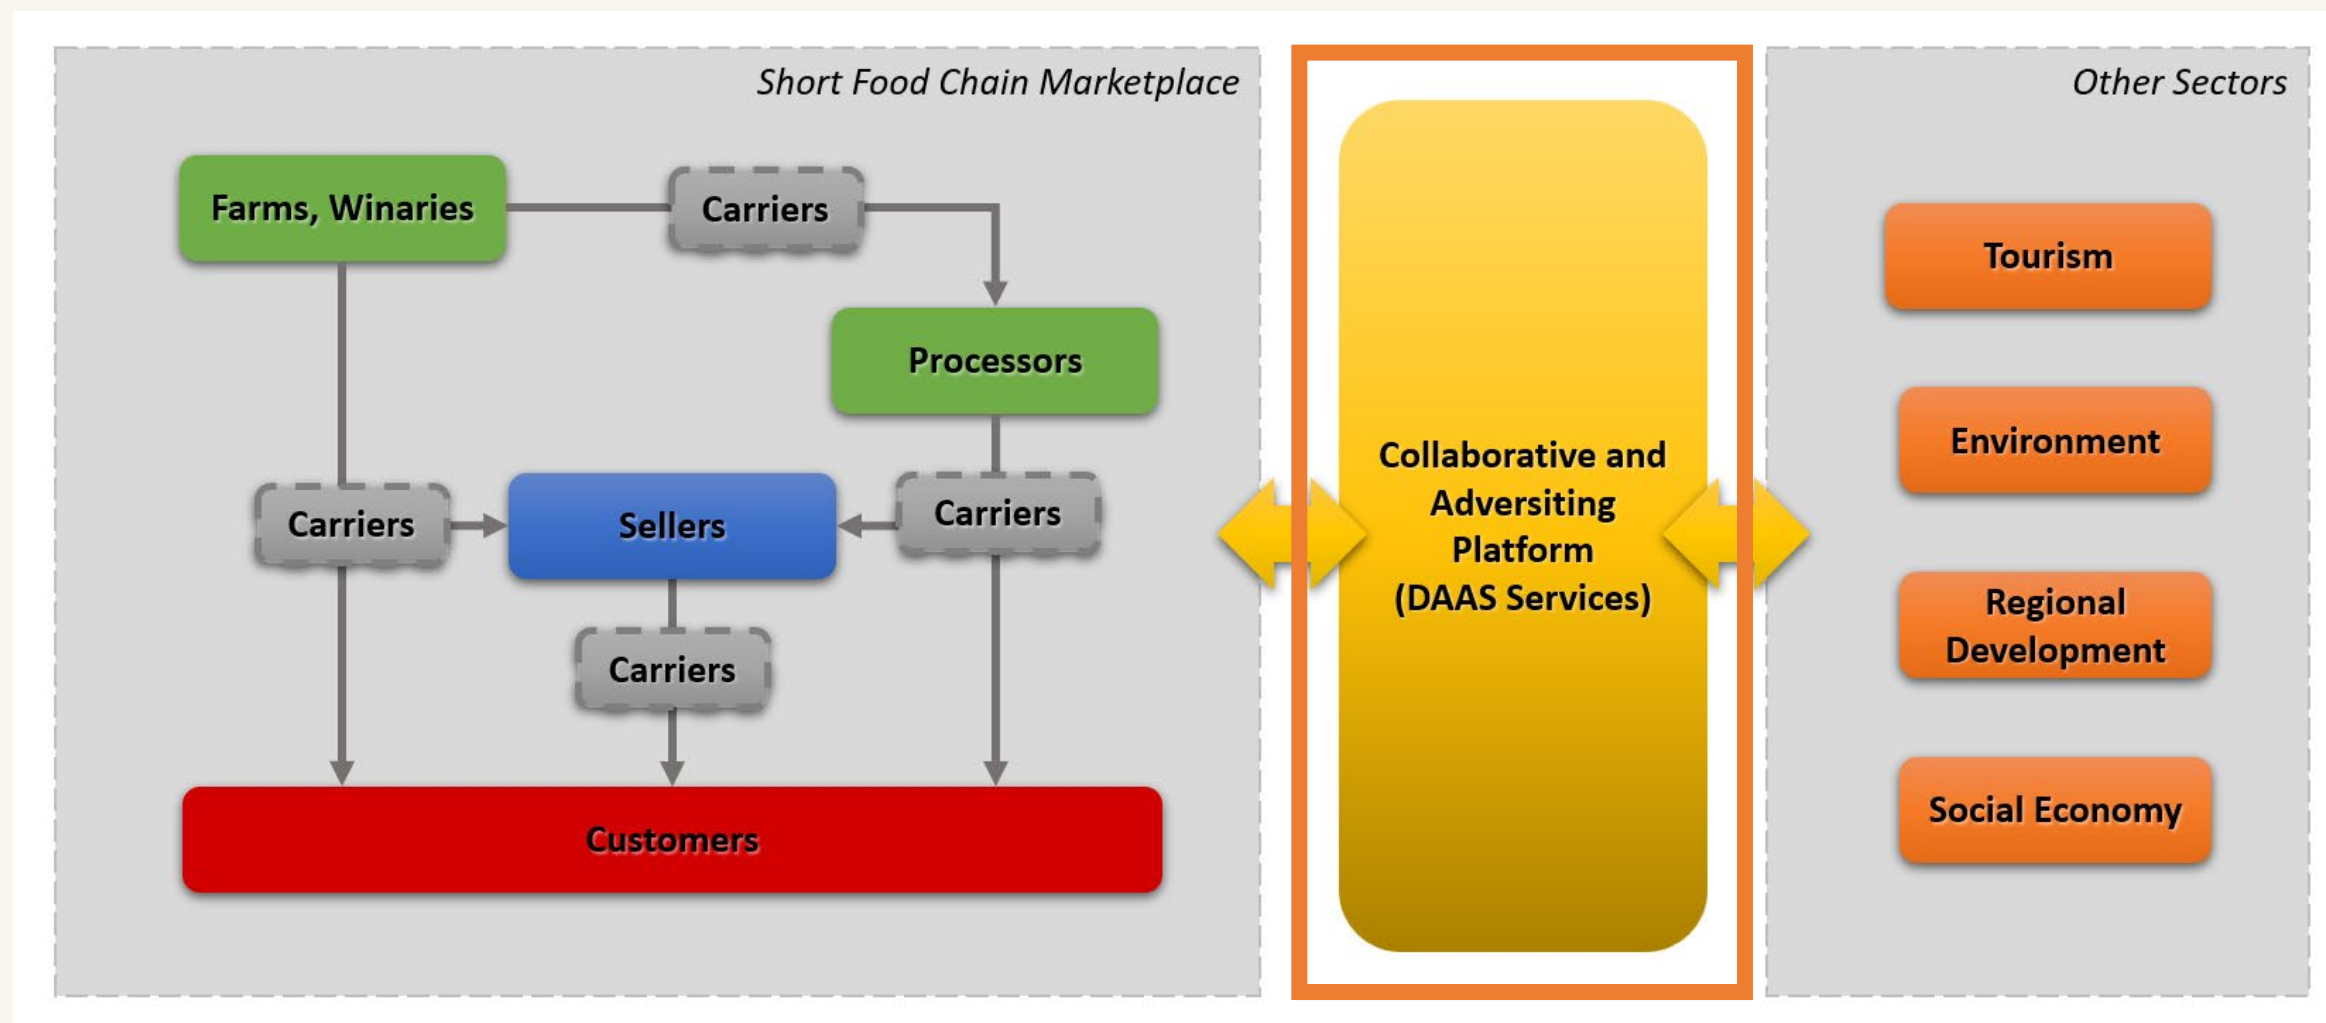 Short Food Chain Marketplace
Farms, Winaries
Carriers
Processors
Carriers
Sellers
Carriers
Carriers
Customers
Collaborative and
Adversiting
Platform
(DAAS Services)
Other Sectors
Tourism
Environment
Regional
Development
Social Economy